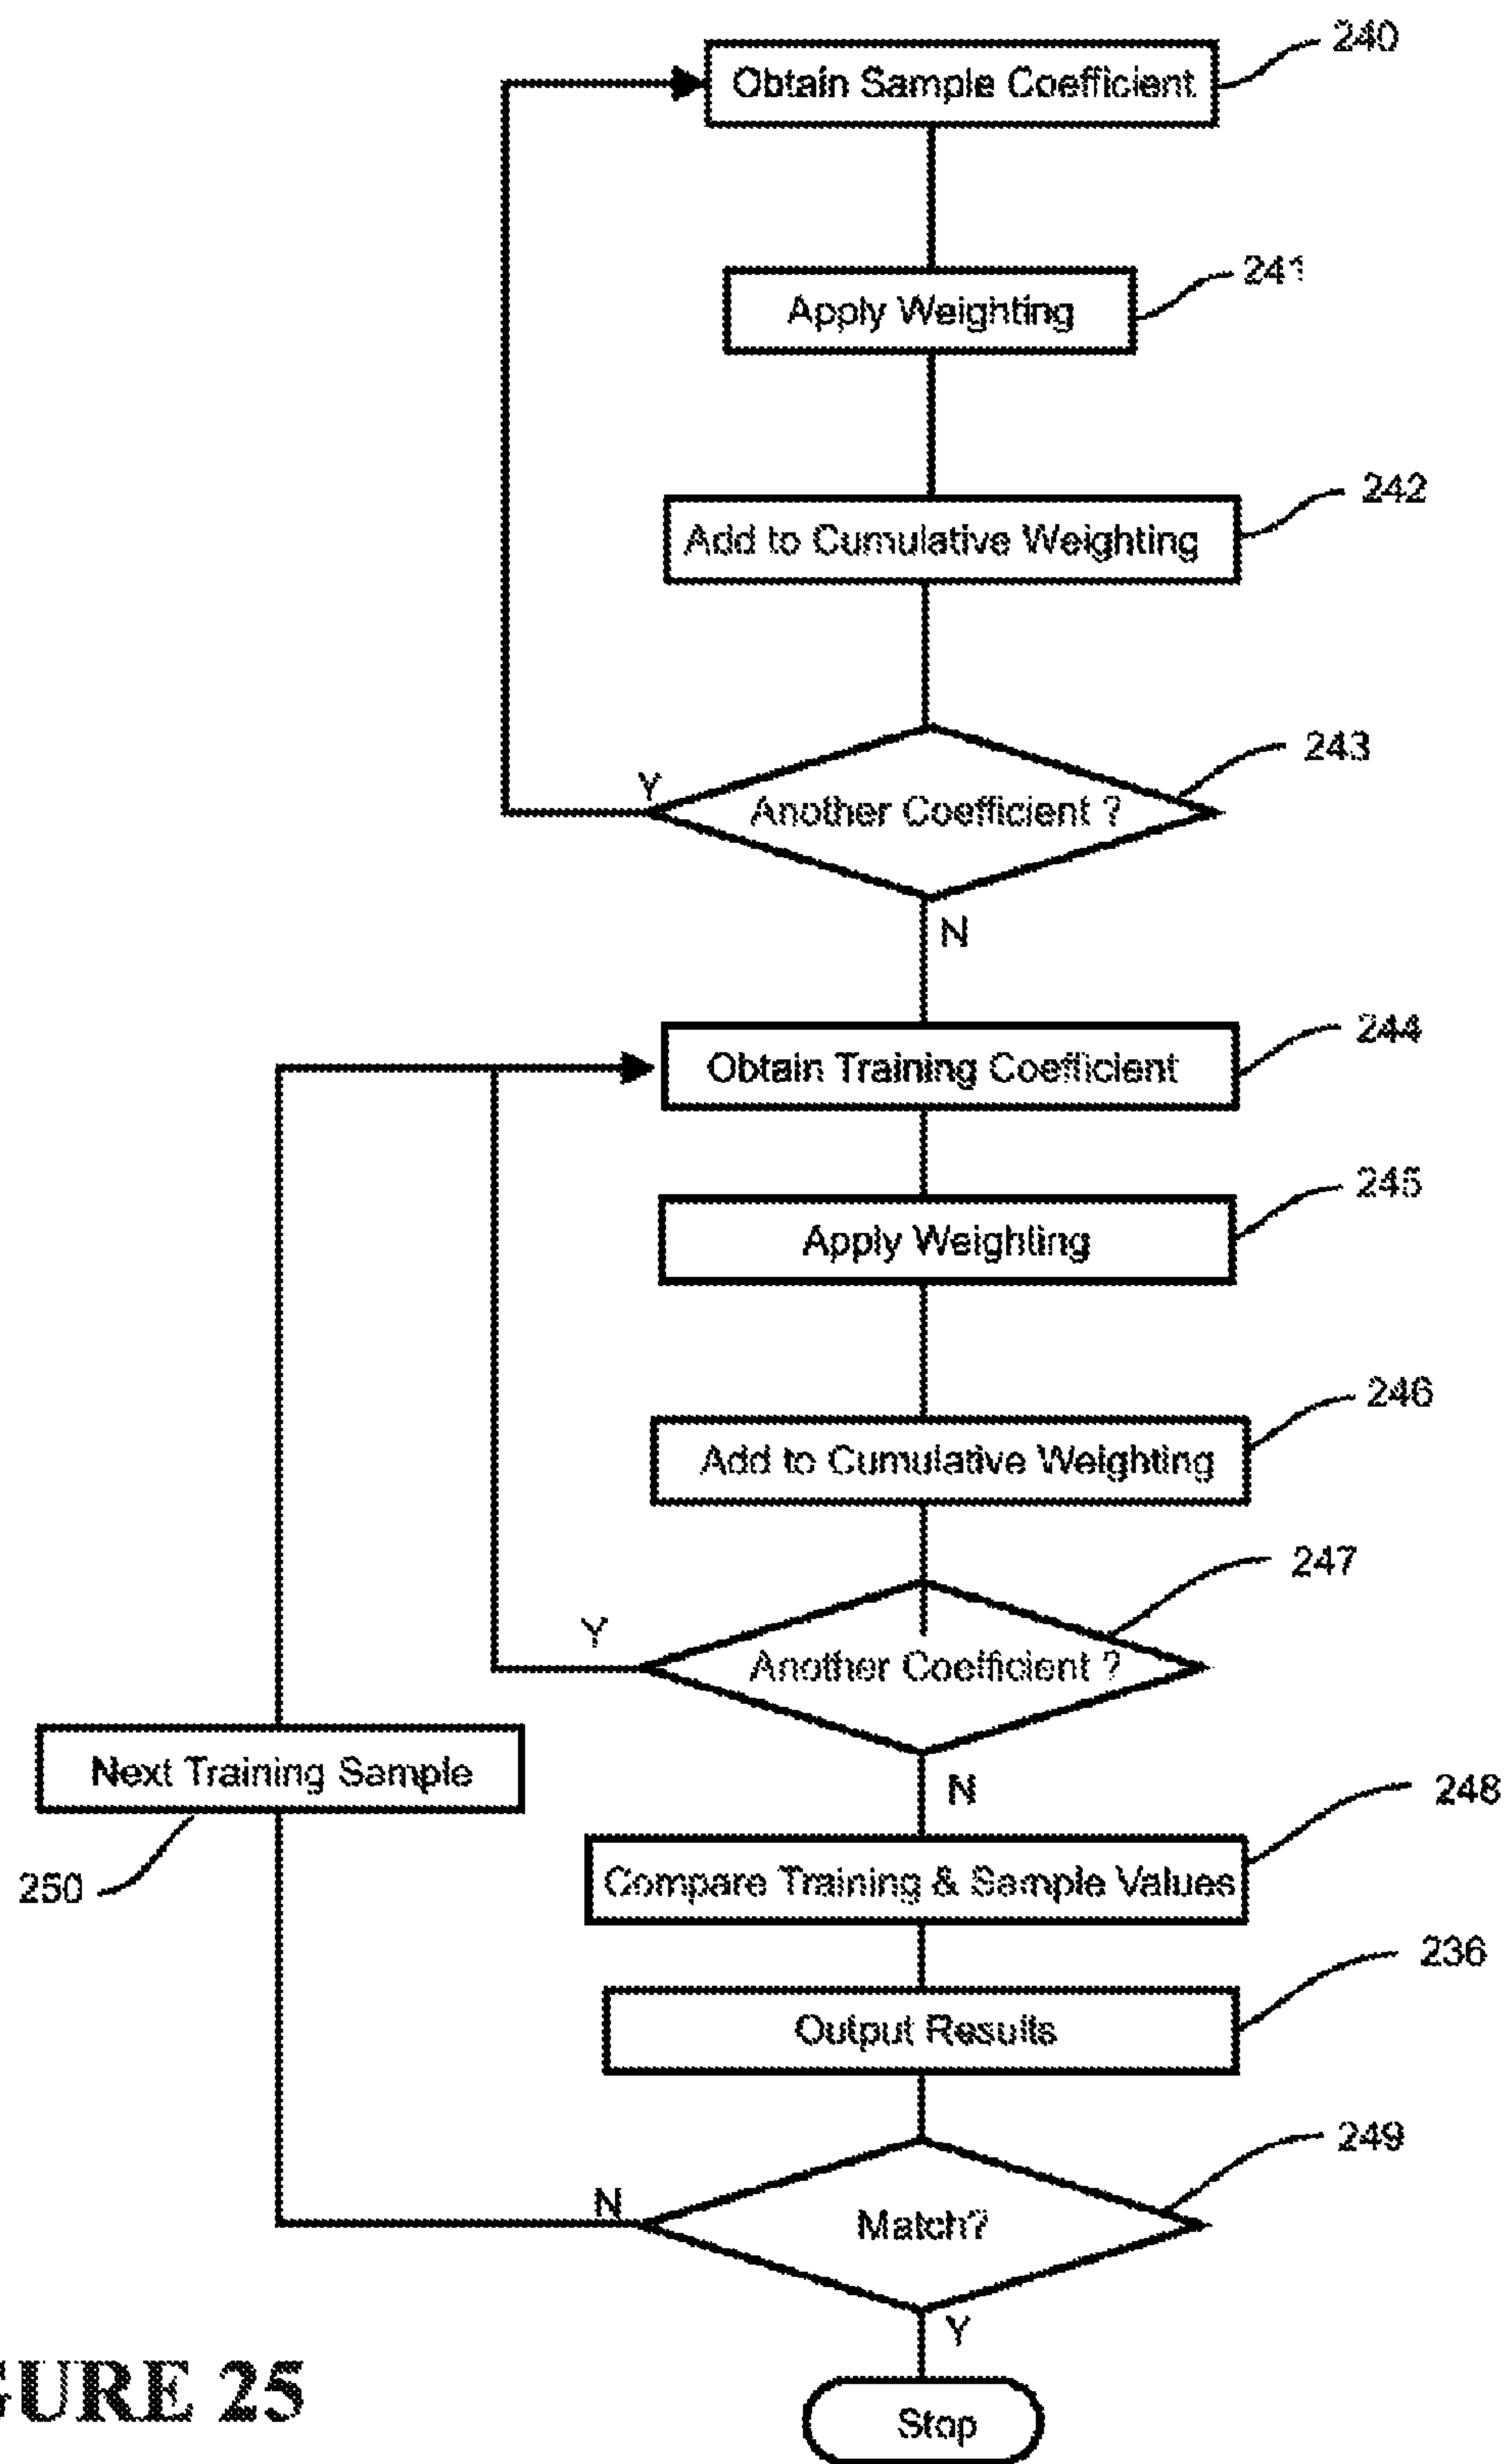 240
Obtain Sample Coefficient
241
Apply Weighting
242
Add to Cumulative Weighting
243
Y
Another Coefficient ?
N
244
Obtain Training Coefficient
245
Apply Weighting
246
Add to Cumulative Weighting
247
Y
Another Coefficient ?
Next Training Sample
N
248
250
Compare Training & Sample Values
236
Output Results
249
N
Match?
Y
GURE 25
Stop